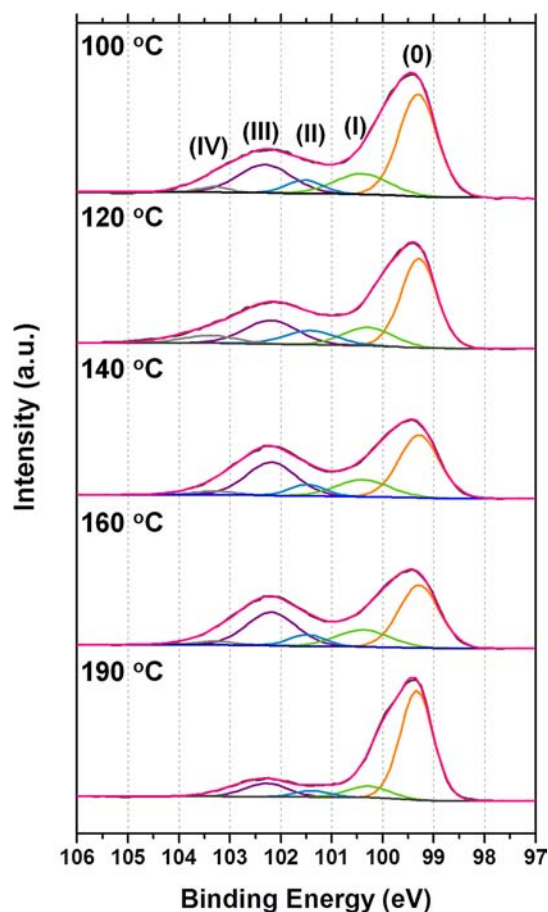 100 °C
(0)
(IV) (III) (II) (I)
120 °C
140 °C
160 °C
190 °C
Intensity (a.u.)
106 105 104 103 102 101 100 99 98 97
Binding Energy (eV)